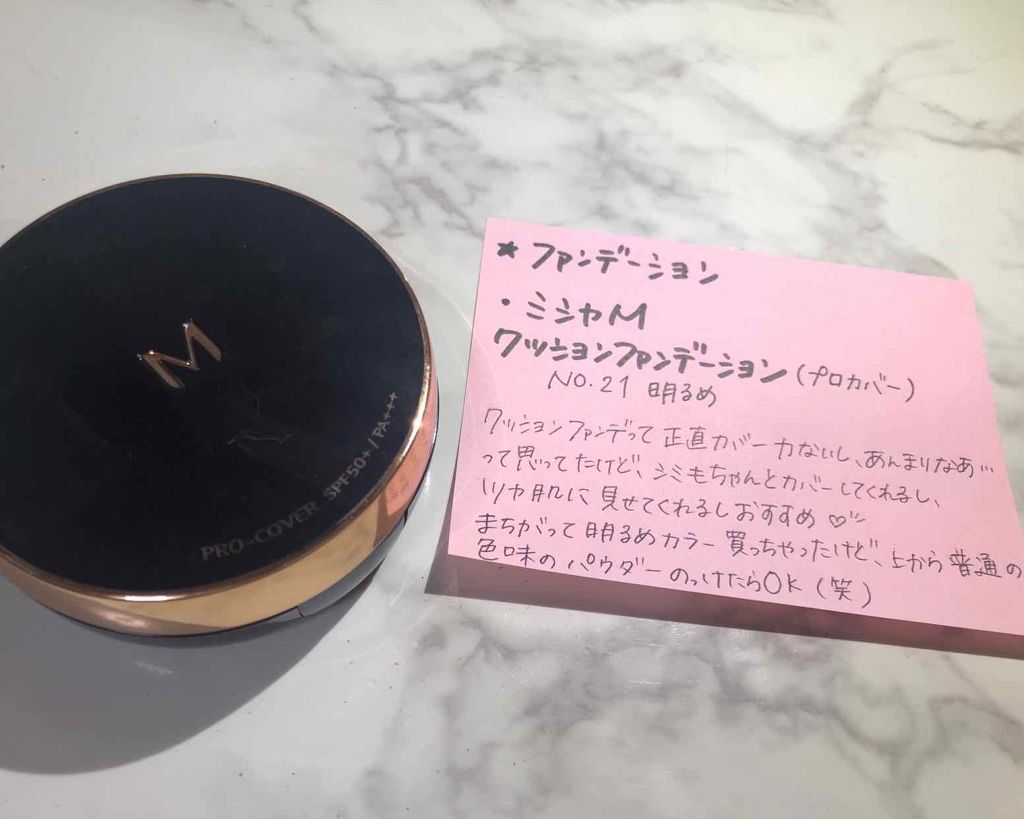 M
PRO-COVER SPF50+/PA+++
★ ファンデーション
・ミシャM
クッションファンデーション(プロカバー)
NO.21 明るめ
クッションファンデって正直カバー力ないし、あんまりなあ…
って思ってたけど、シミもちゃんとカバーしてくれるし、
ツヤ肌に見せてくれるしおすすめ♡
まちがって明るめカラー買っちゃったけど、上から普通の
色味のパウダーのっけたらOK(笑)